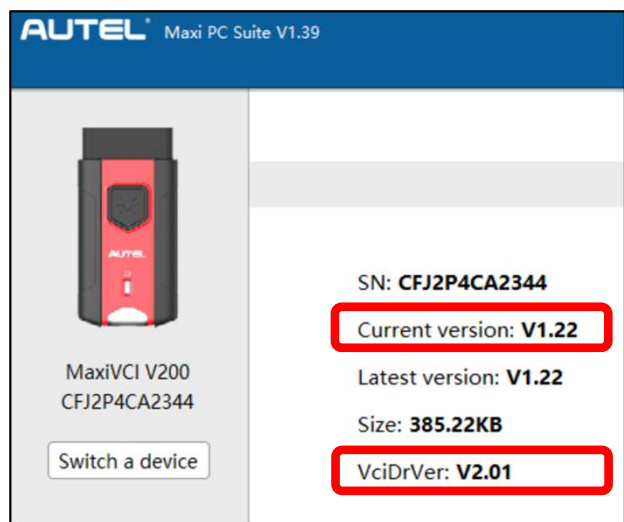 AUTEL Maxi PC Suite V1.39
AUTEL
MaxiVCI V200
CFJ2P4CA2344
Switch a device
SN: CFJ2P4CA2344
Current version: V1.22
Latest version: V1.22
Size: 385.22KB
VciDrVer: V2.01